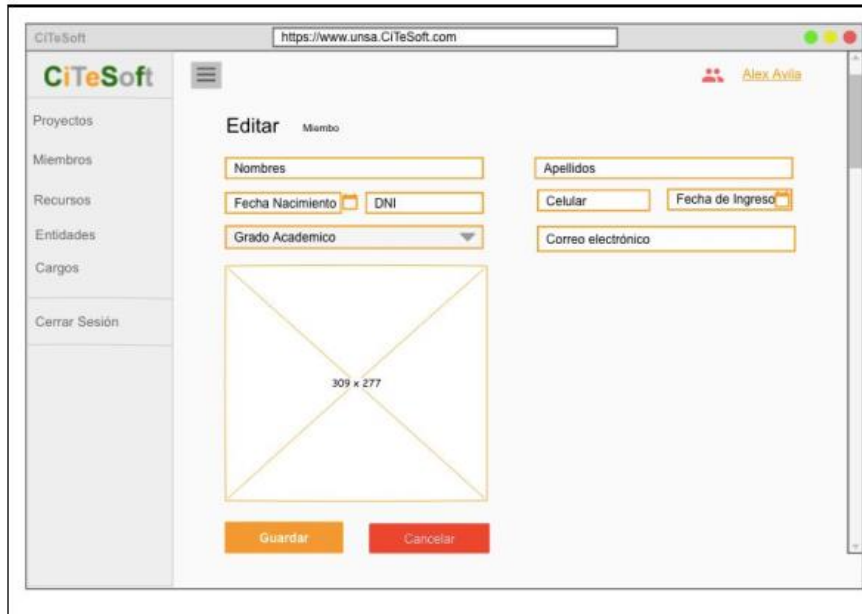 CiTeSoft
https://www.unsa.CiTeSoft.com
CiTeSoft
Alex Avila
Proyectos
Miembros
Recursos
Entidades
Cargos
Cerrar Sesión
Editar Miembo
Nombres
Apellidos
Fecha Nacimiento
DNI
Celular
Fecha de Ingreso
Grado Academico
Correo electrónico
309 x 277
Guardar
Cancelar